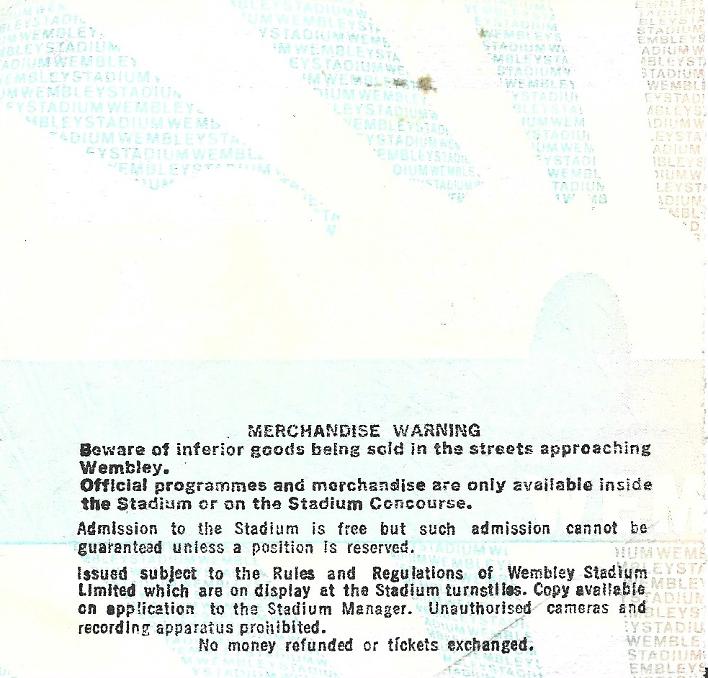 MERCHANDISE WARNING
Beware of inferior goods being sold in the streets approaching
Wembley.
Official programmes and merchandise are only available inside
the Stadium or on the Stadium Concourse.
Admission to the Stadium is free but such admission cannot be
guaranteed unless a position is reserved.
Issued subject to the Rules and Regulations of Wembley Stadium
Limited which are on display at the Stadium turnstiles. Copy available
on application to the Stadium Manager. Unauthorised cameras and
recording apparatus prohibited.
No money refunded or tickets exchanged.